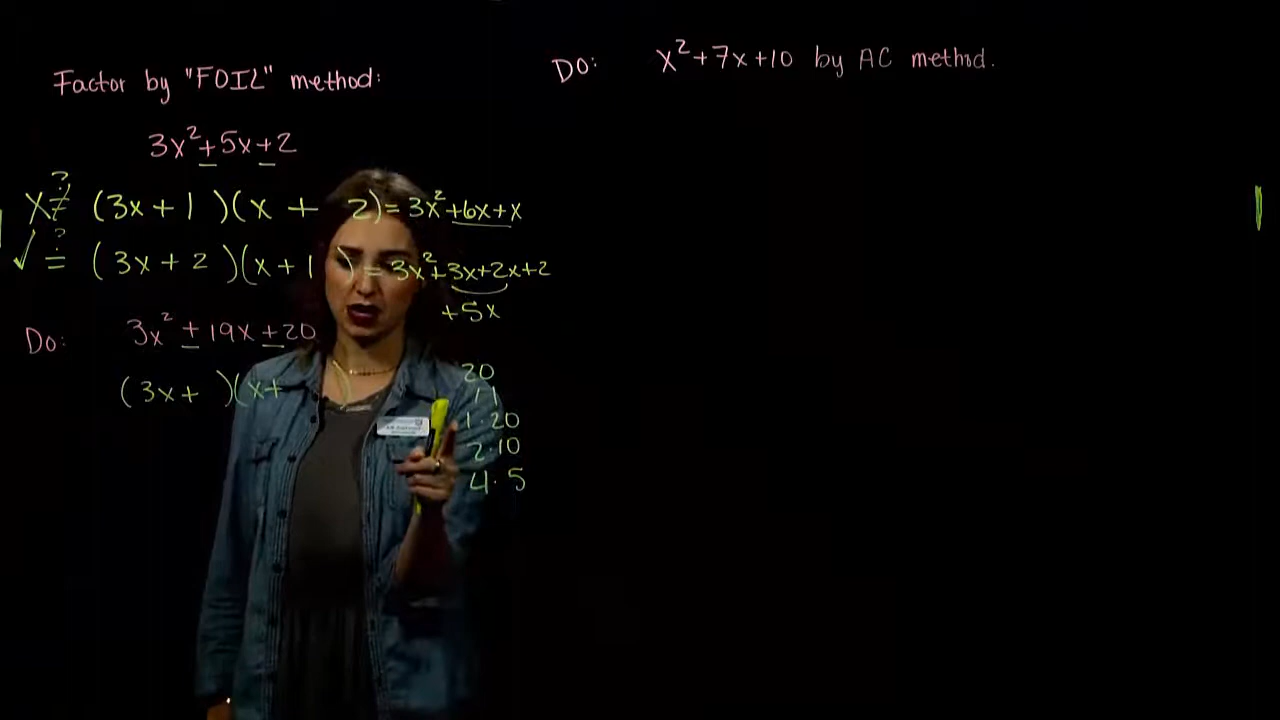 Factor by "FOIL" method:
3x²+5x+2
X ?≠ (3x+1 )(x + 2)=3x²+6x+x
✓ ?= (3x+2 )(x+1 )=3x²+3x+2x+2
+5x
Do: 3x²+19x+20
(3x+ )(x+ )
20
1·20
2·10
4·5
Do: x²+7x+10 by AC method.